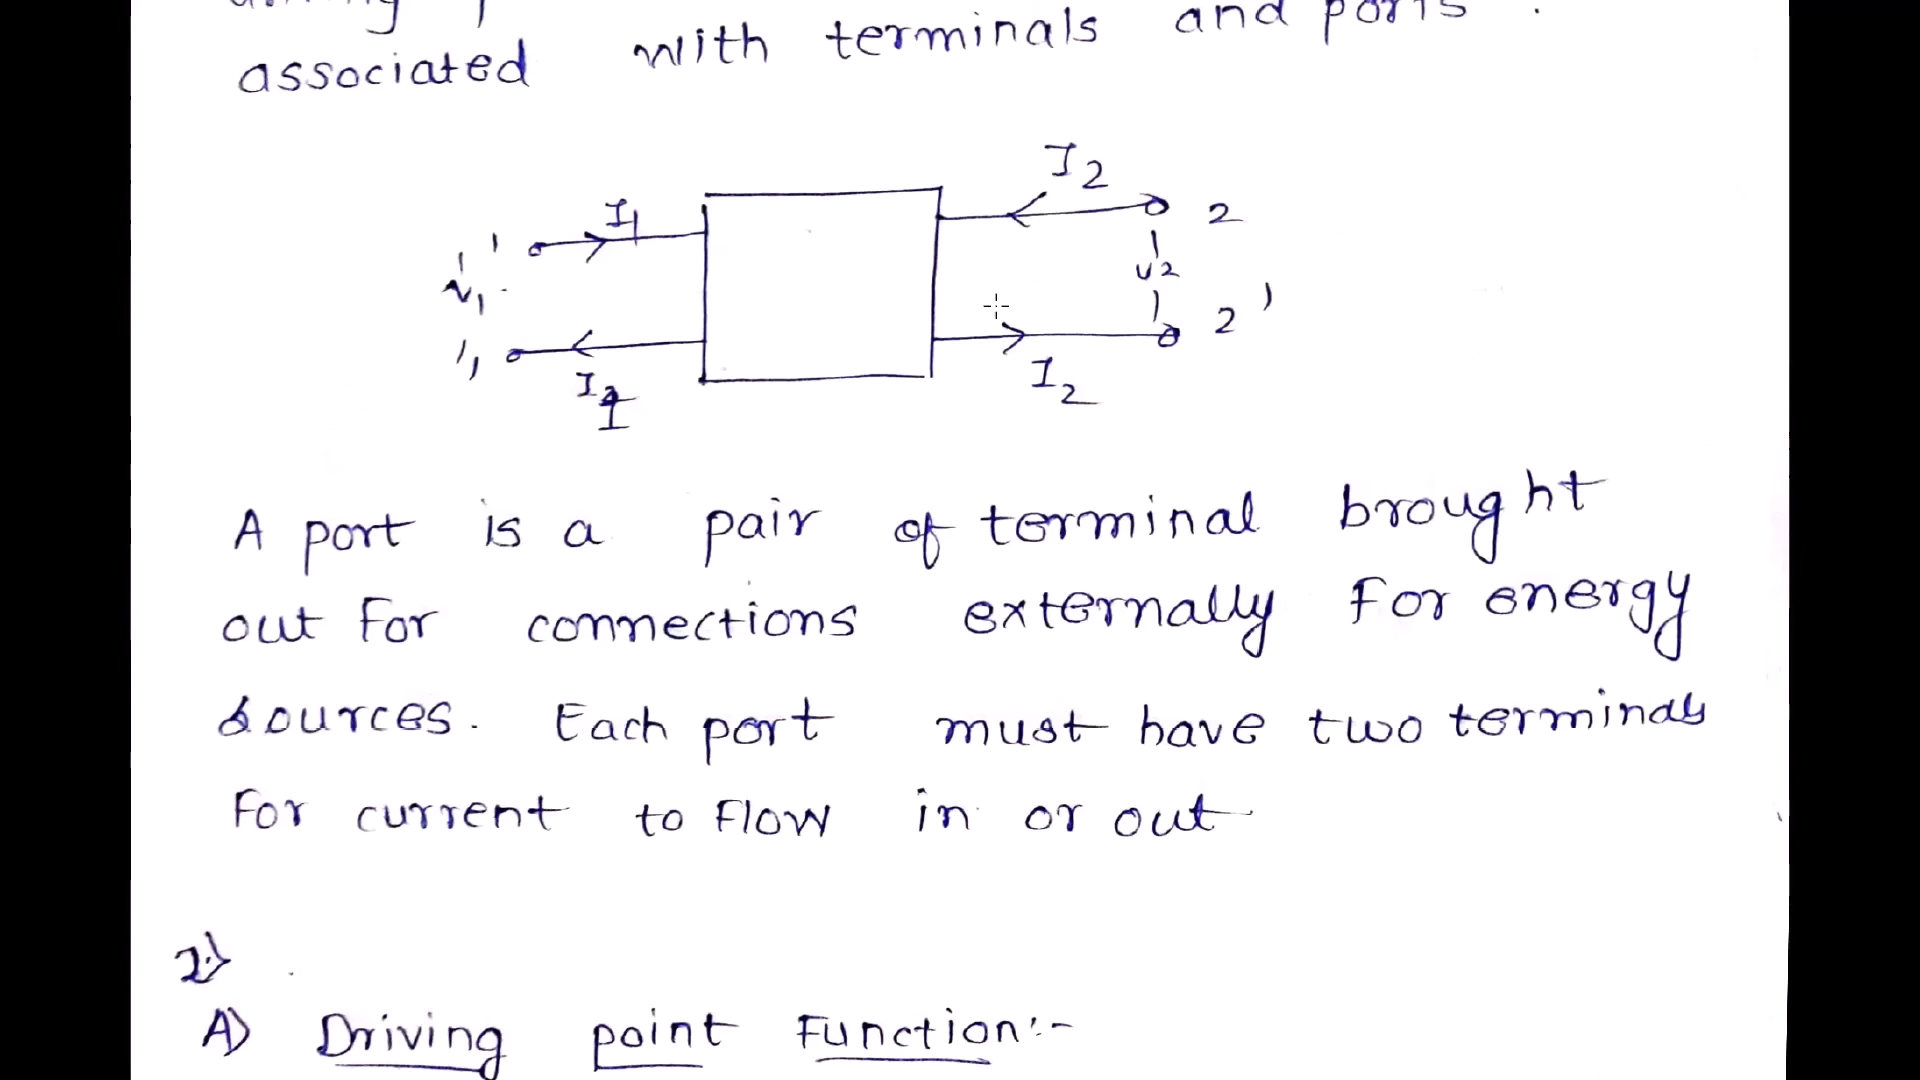 associated with terminals and ports.
I2
I1
1
2
V1
V2
1'
2'
I2
A port is a pair of terminal brought
out for connections externally for energy
sources. Each port must have two terminals
for current to flow in or out
2)
A) Driving point Function:-